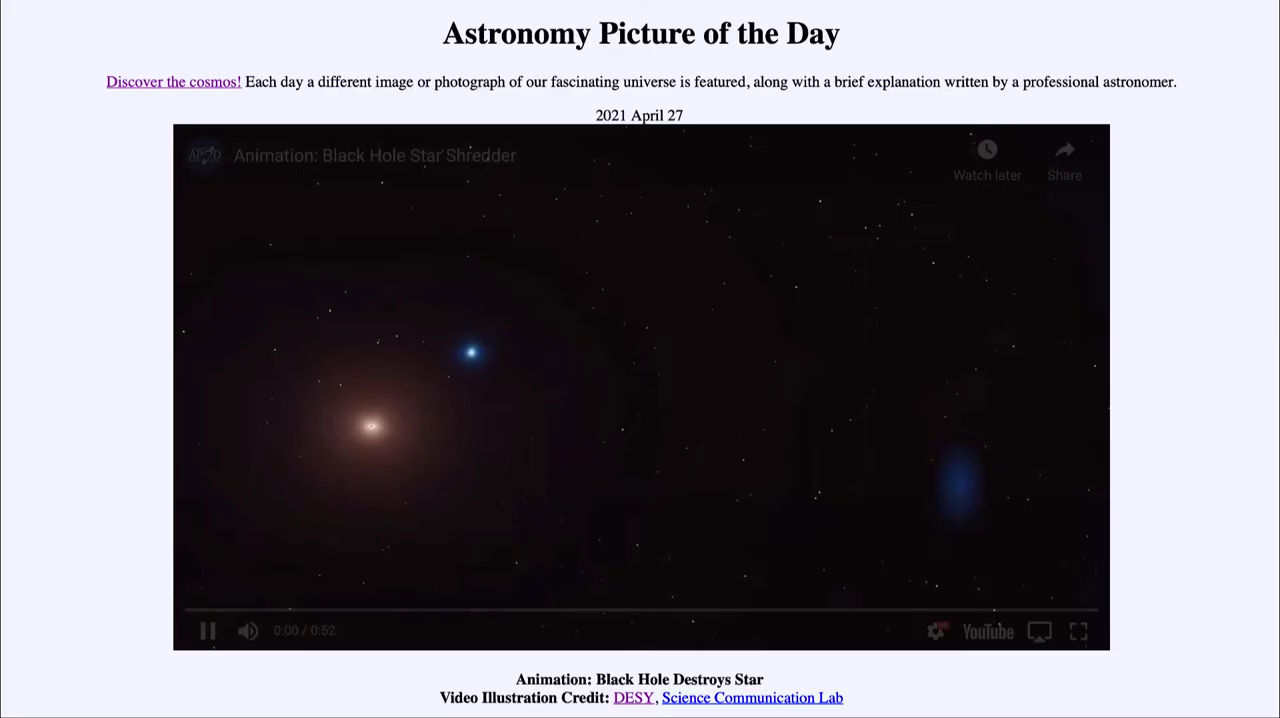 Astronomy Picture of the Day
Discover the cosmos! Each day a different image or photograph of our fascinating universe is featured, along with a brief explanation written by a professional astronomer.
2021 April 27
APOD Animation: Black Hole Star Shredder
Watch later Share
0:00 / 0:52
YouTube
Animation: Black Hole Destroys Star
Video Illustration Credit: DESY, Science Communication Lab